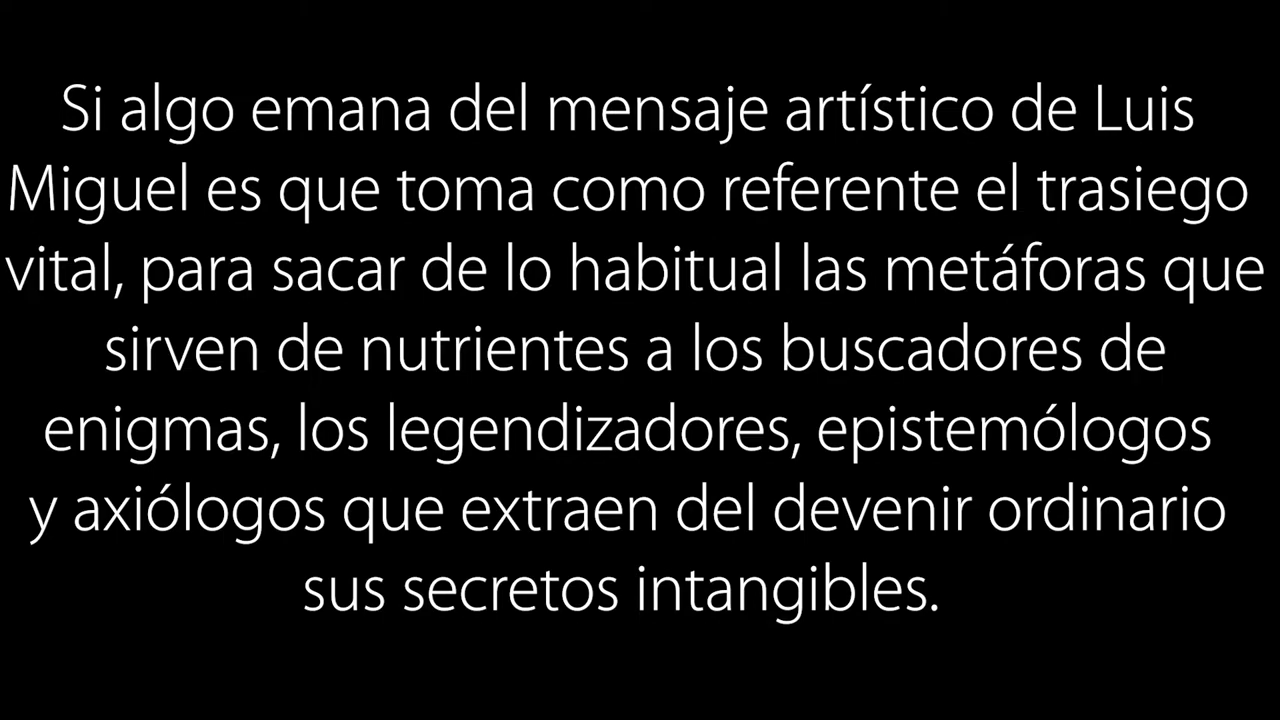 Si algo emana del mensaje artístico de Luis
Miguel es que toma como referente el trasiego
vital, para sacar de lo habitual las metáforas que
sirven de nutrientes a los buscadores de
enigmas, los legendizadores, epistemólogos
y axiólogos que extraen del devenir ordinario
sus secretos intangibles.